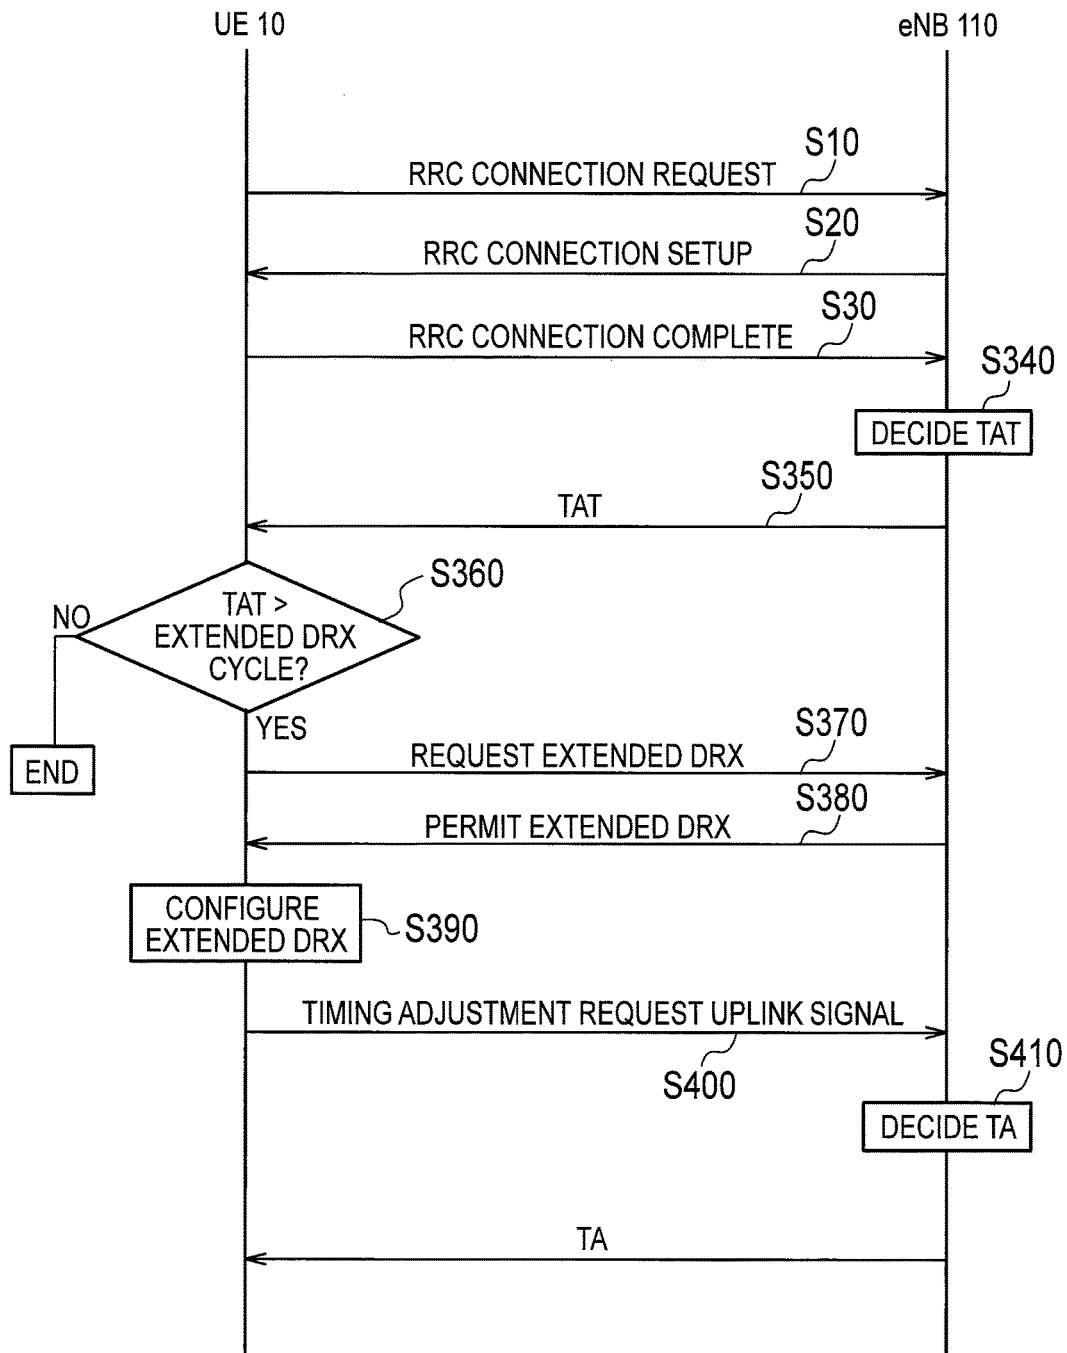 UE 10
eNB 110
S10
RRC CONNECTION REQUEST
S20
RRC CONNECTION SETUP
S30
RRC CONNECTION COMPLETE
S340
DECIDE TAT
S350
TAT
S360
NO
TAT >
EXTENDED DRX
CYCLE?
YES
END
S370
REQUEST EXTENDED DRX
S380
PERMIT EXTENDED DRX
CONFIGURE
EXTENDED DRX
S390
TIMING ADJUSTMENT REQUEST UPLINK SIGNAL
S400
S410
DECIDE TA
TA